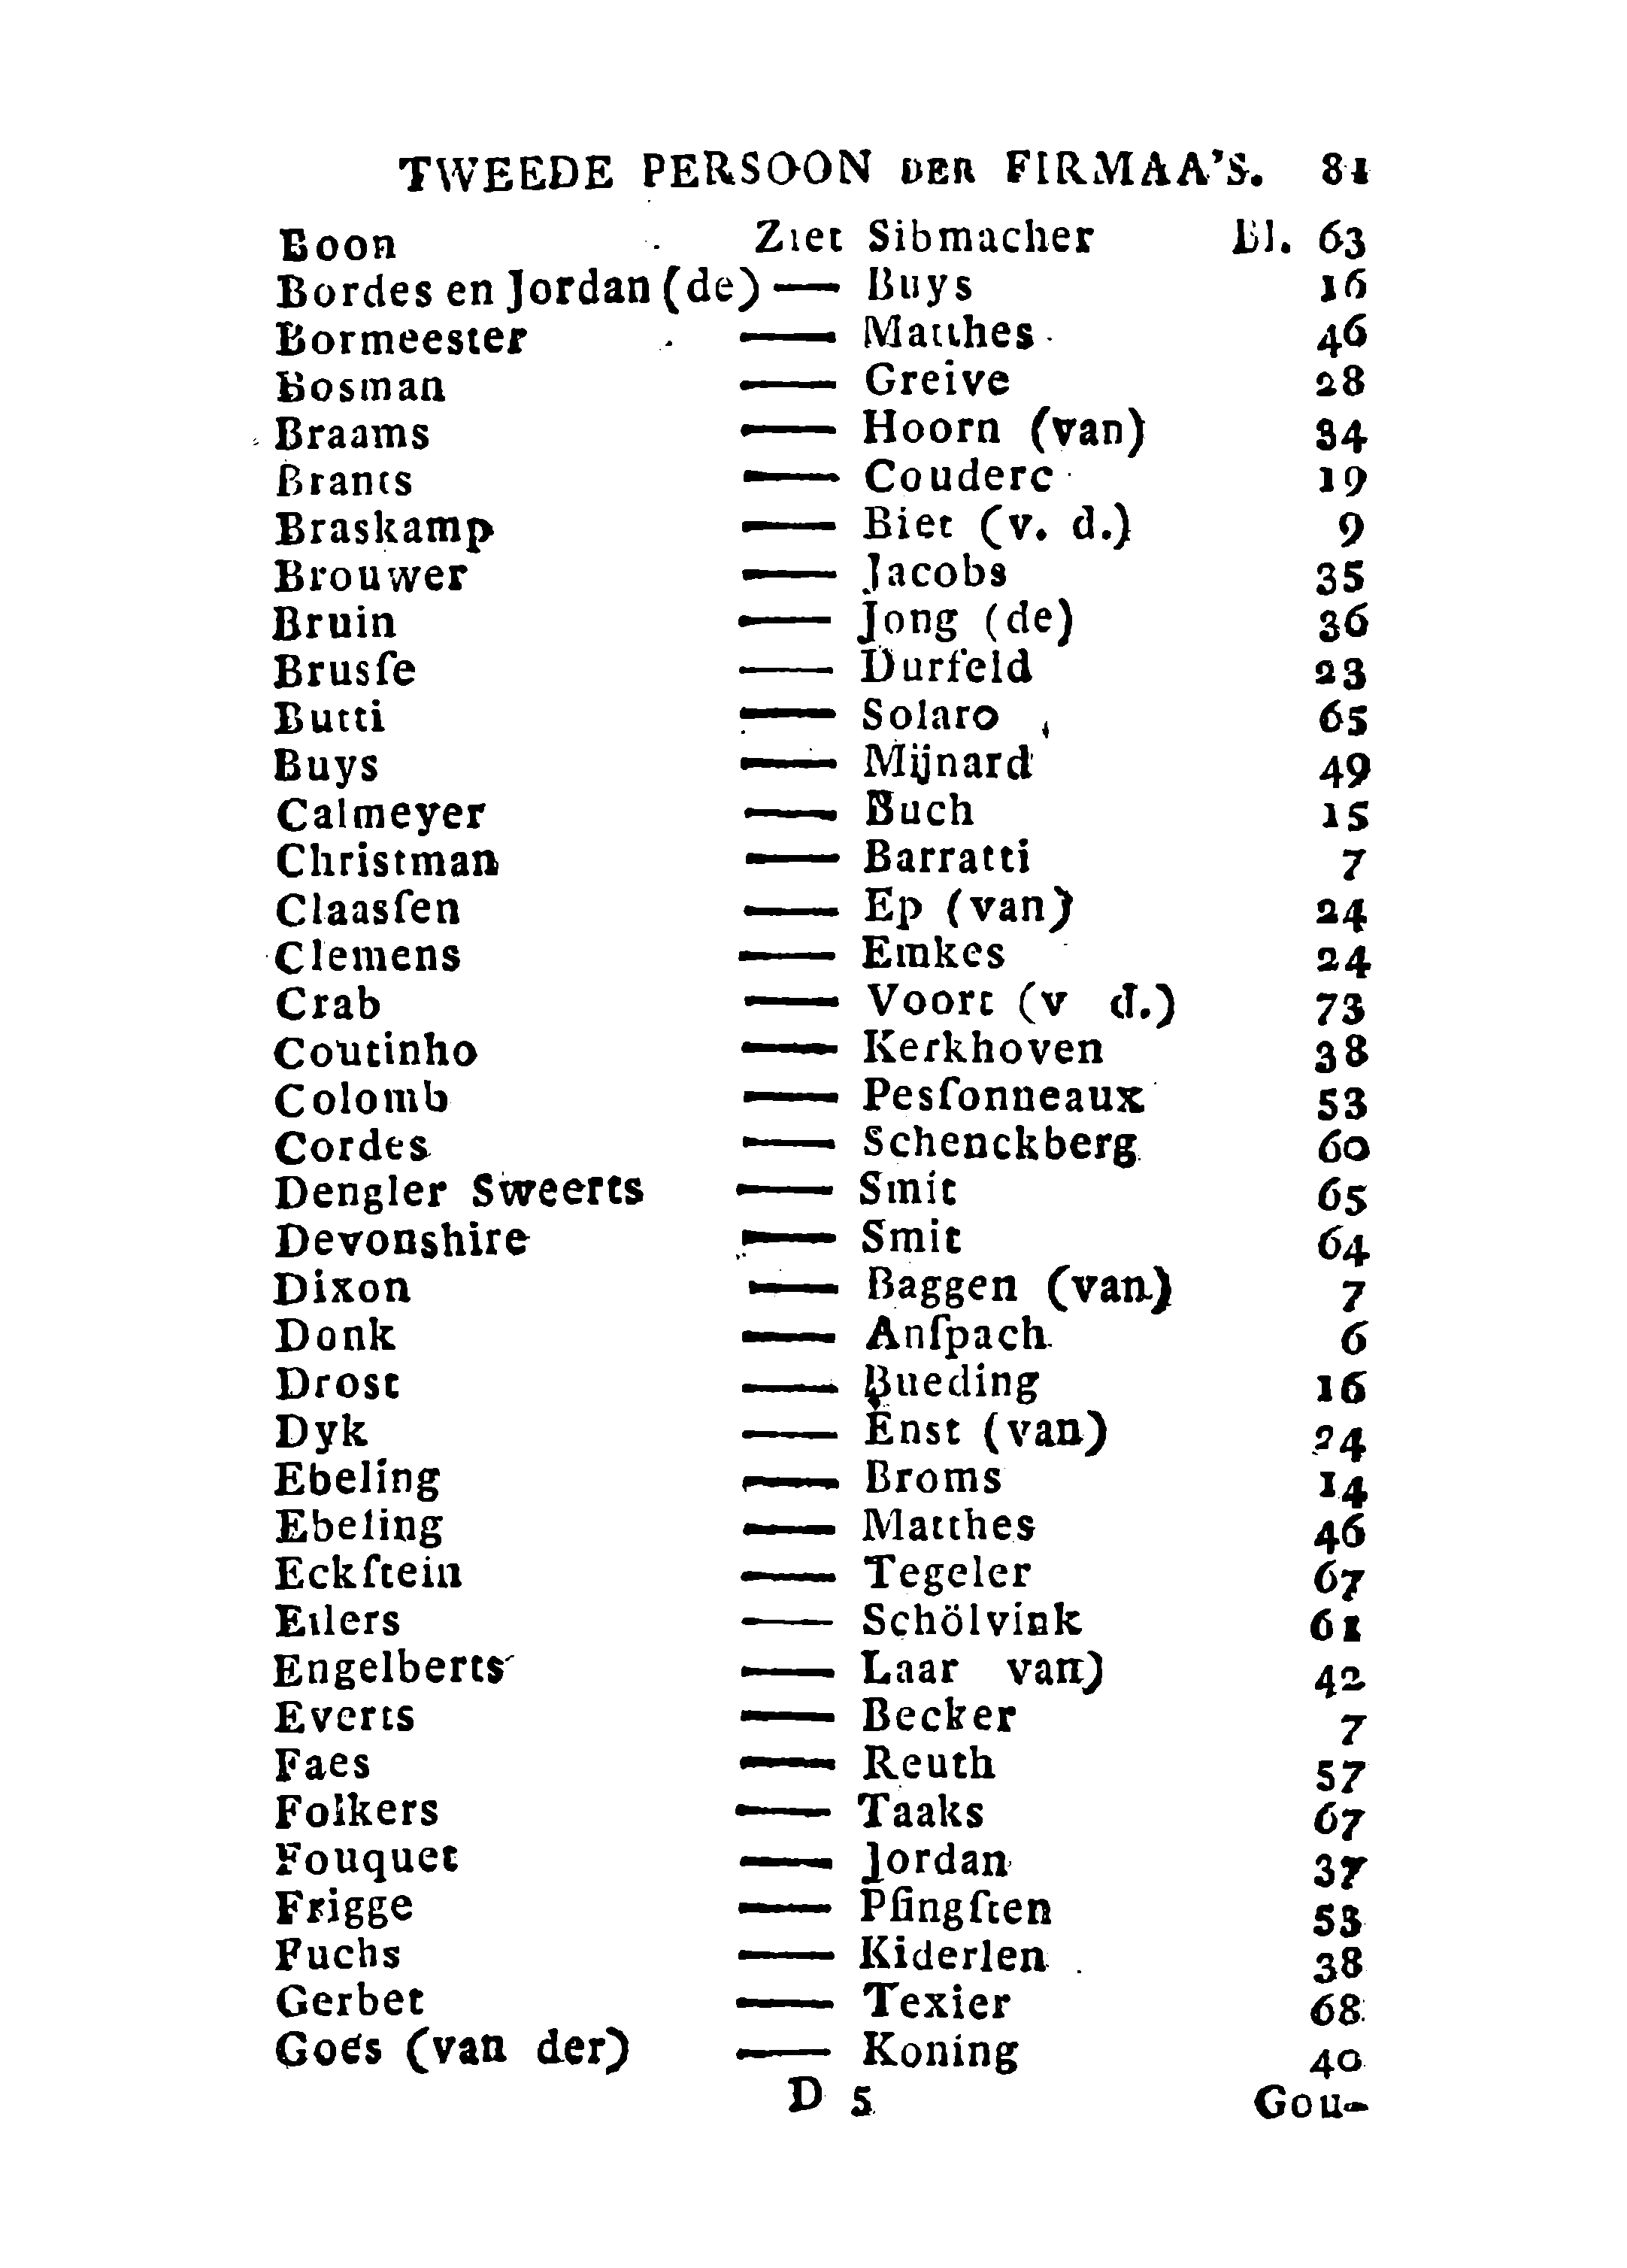 TWEEDE PERSOON DER FIRMAA'S. 81
Boon Ziet Sibmacher Bl. 63
Bordes en Jordan (de) — Buys 16
Bormeester — Matthes 46
Bosman — Greive 28
Braams — Hoorn (van) 34
Brants — Couderc 19
Braskamp — Biet (v. d.) 9
Brouwer — Jacobs 35
Bruin — Jong (de) 36
Brusſe — Durfeld 23
Butti — Solaro 65
Buys — Mijnard 49
Calmeyer — Buch 15
Christman — Barratti 7
Claasſen — Ep (van) 24
Clemens — Emkes 24
Crab — Voort (v d.) 73
Coutinho — Kerkhoven 38
Colomb — Pesſonneaux 53
Cordes — Schenckberg 60
Dengler Sweerts — Smit 65
Devonshire — Smit 64
Dixon — Baggen (van) 7
Donk — Anſpach 6
Drost — Bueding 16
Dyk — Enst (van) 24
Ebeling — Broms 14
Ebeling — Matthes 46
Eckſtein — Tegeler 67
Eilers — Schölvink 61
Engelberts — Laar van) 42
Everts — Becker 7
Faes — Reuth 57
Folkers — Taaks 67
Fouquet — Jordan 37
Frigge — Pfingſten 53
Fuchs — Kiderlen 38
Gerbet — Texier 68
Goes (van der) — Koning 40
D 5 Gou-